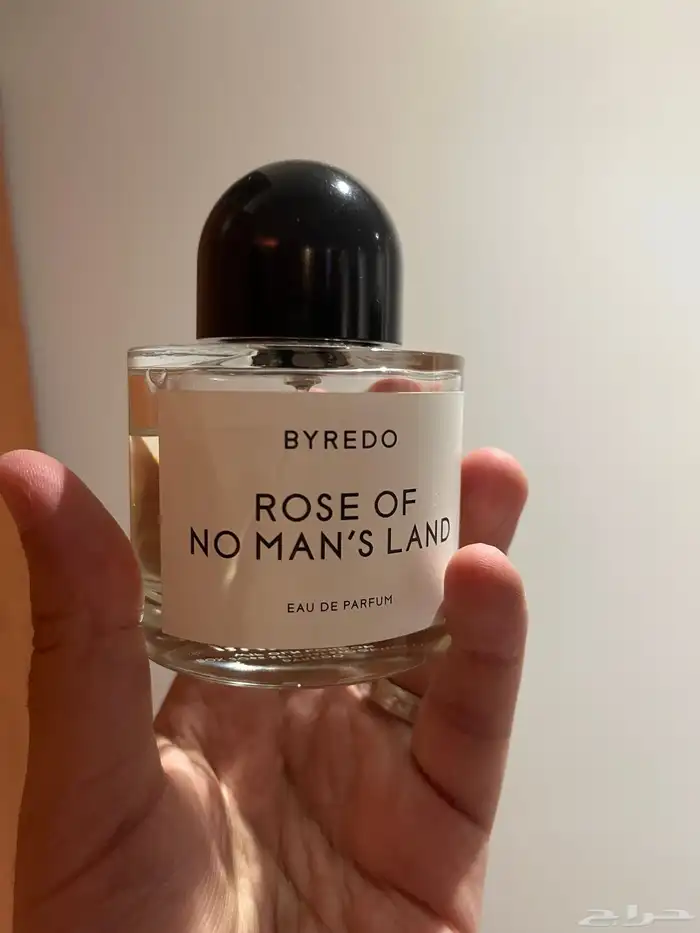 BYREDO
ROSE OF
NO MAN'S LAND
EAU DE PARFUM
حراج